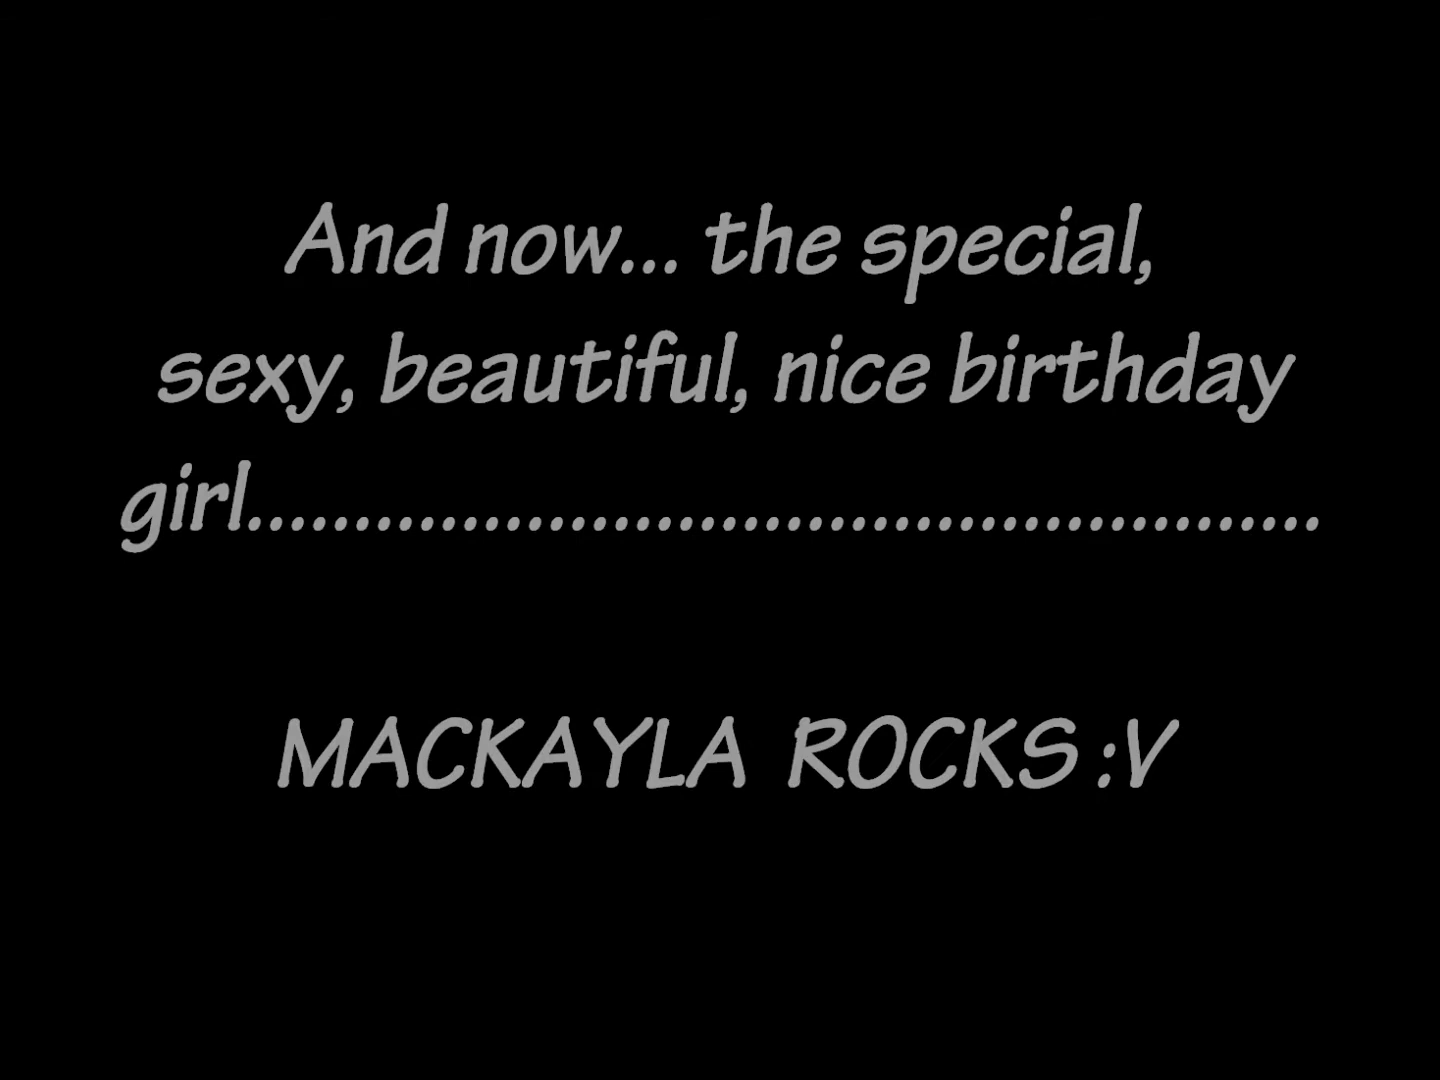 And now... the special,
sexy, beautiful, nice birthday
girl..................................................
MACKAYLA  ROCKS :V